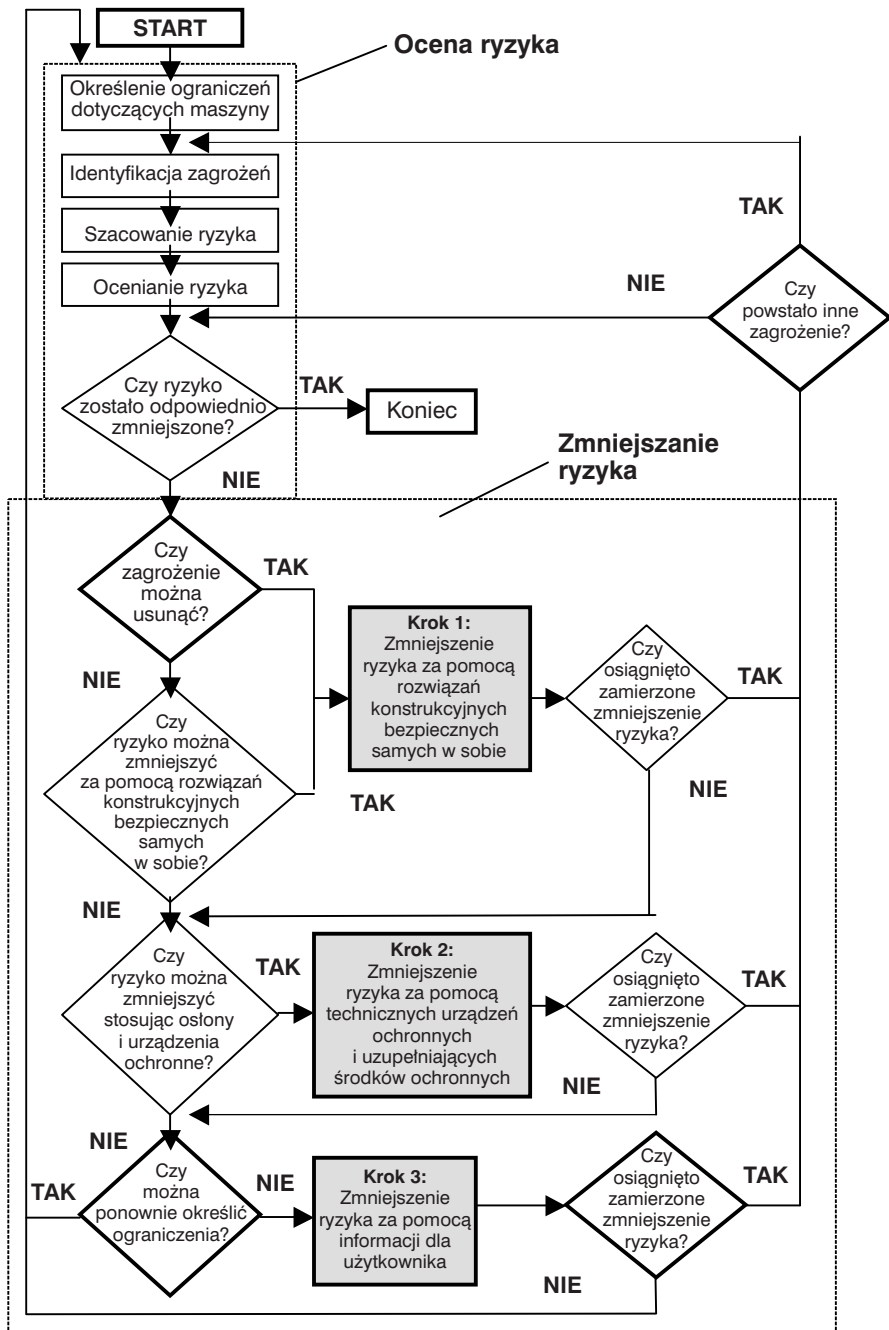 START
Ocena ryzyka
Określenie ograniczeń
dotyczących maszyny
Identyfikacja zagrożeń
TAK
Szacowanie ryzyka
Ocenianie ryzyka
NIE
Czy
powstało inne
zagrożenie?
Czy ryzyko
zostało odpowiednio
zmniejszone?
TAK
Koniec
NIE
Zmniejszanie
ryzyka
Czy
zagrożenie
można
usunąć?
TAK
NIE
Krok 1:
Zmniejszenie
ryzyka za pomocą
rozwiązań
konstrukcyjnych
bezpiecznych
samych w sobie
Czy
osiągnięto
zamierzone
zmniejszenie
ryzyka?
TAK
NIE
Czy
ryzyko można
zmniejszyć
za pomocą rozwiązań
konstrukcyjnych
bezpiecznych
samych
w sobie?
TAK
NIE
Czy
ryzyko można
zmniejszyć
stosując osłony
i urządzenia
ochronne?
TAK
Krok 2:
Zmniejszenie
ryzyka za pomocą
technicznych urządzeń
ochronnych
i uzupełniających
środków ochronnych
Czy
osiągnięto
zamierzone
zmniejszenie
ryzyka?
TAK
NIE
NIE
TAK
Czy
można
ponownie określić
ograniczenia?
NIE
Krok 3:
Zmniejszenie
ryzyka za pomocą
informacji dla
użytkownika
Czy
osiągnięto
zamierzone
zmniejszenie
ryzyka?
TAK
NIE